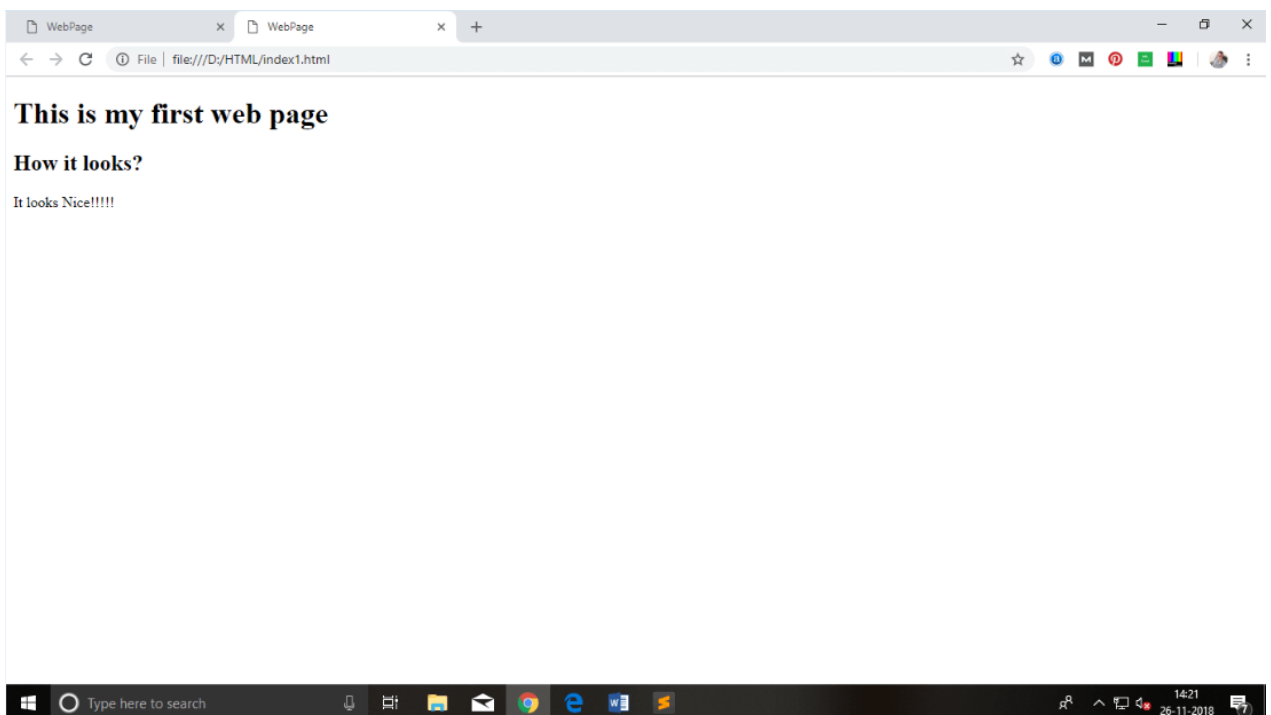 WebPage
WebPage
File | file:///D:/HTML/index1.html
This is my first web page
How it looks?
It looks Nice!!!!!
Type here to search
14:21
26-11-2018